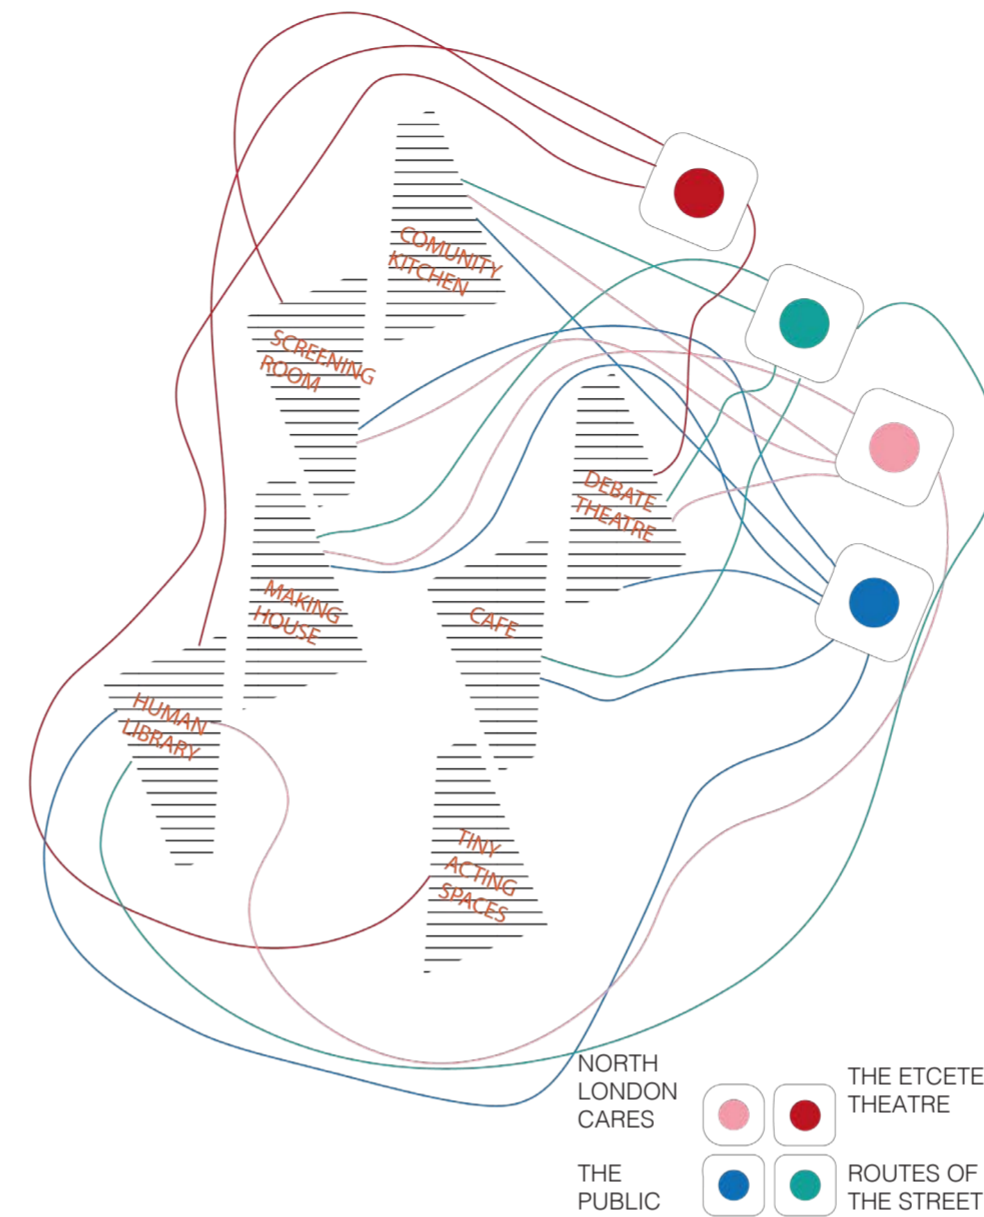 COMUNITY
KITCHEN
SCREENING
ROOM
DEBATE
THEATRE
MAKING
HOUSE
CAFE
HUMAN
LIBRARY
TINY
ACTING
SPACES
NORTH
LONDON
CARES
THE ETCETE
THEATRE
THE
PUBLIC
ROUTES OF
THE STREET